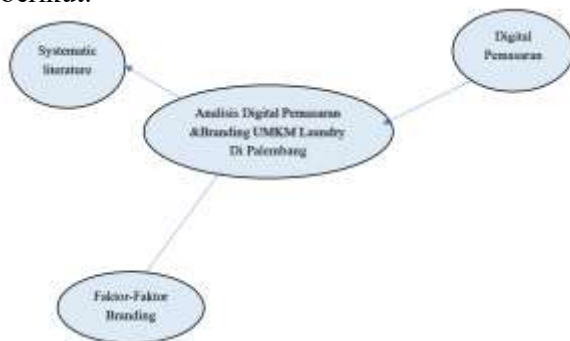 berikut:
Systematic
literature
Digital
Pemasaran
Analisis Digital Pemasaran
&Branding UMKM Laundry
Di Palembang
Faktor-Faktor
Branding